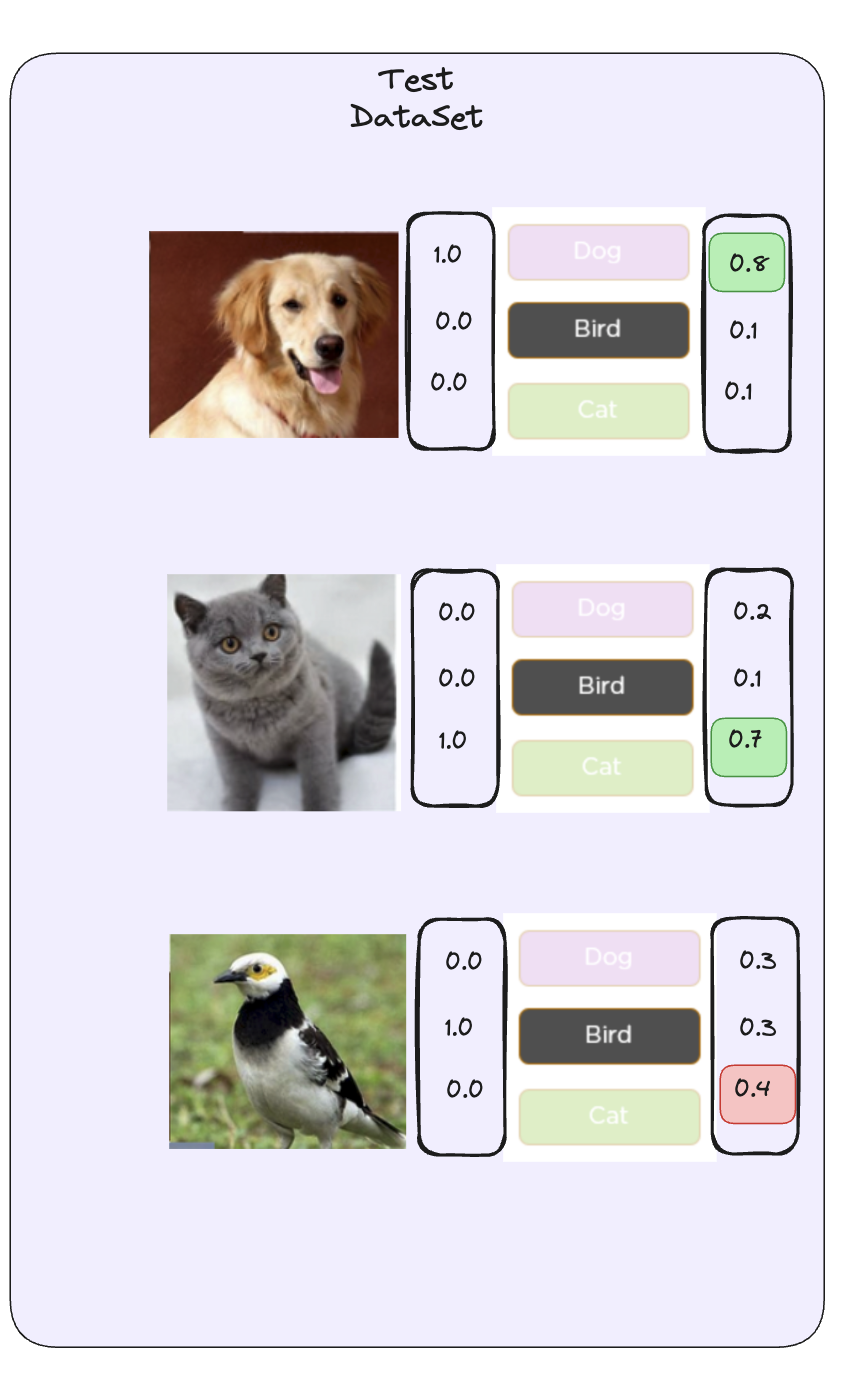 Test
DataSet
1.0 Dog 0.8
0.0 Bird 0.1
0.0 Cat 0.1
0.0 Dog 0.2
0.0 Bird 0.1
1.0 Cat 0.7
0.0 Dog 0.3
1.0 Bird 0.3
0.0 Cat 0.4